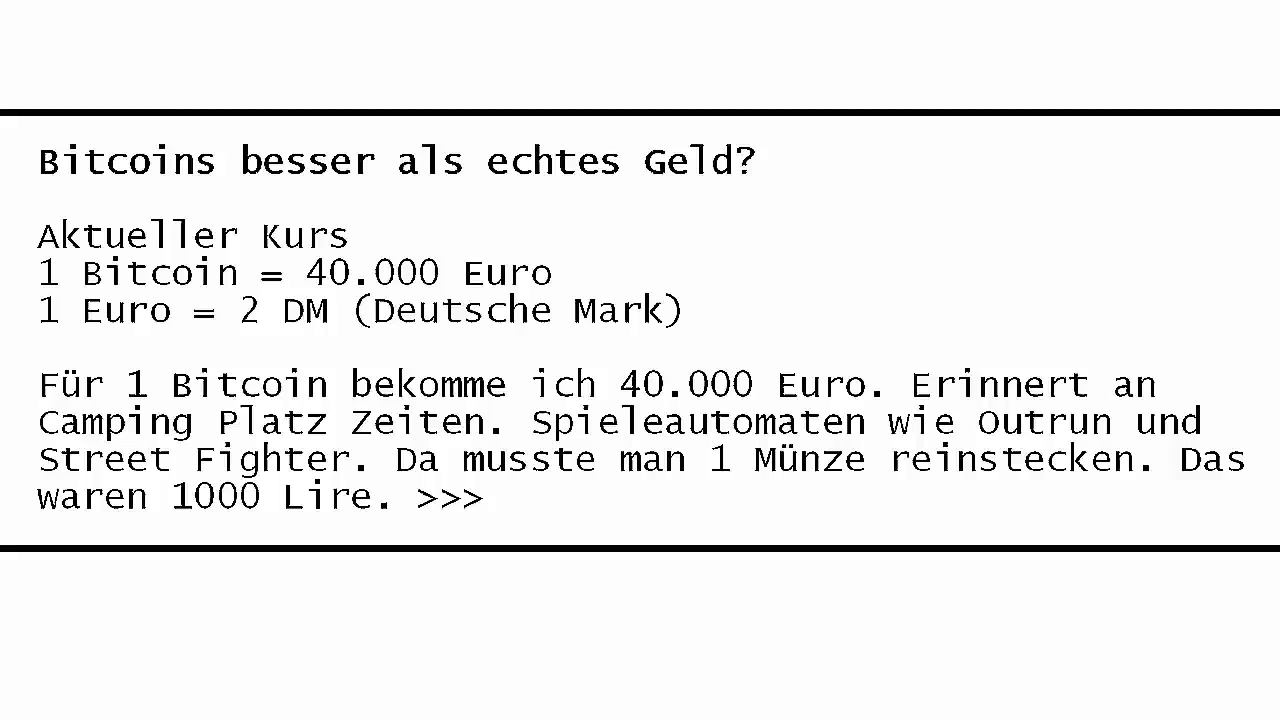 Bitcoins besser als echtes Geld?
Aktueller Kurs
1 Bitcoin = 40.000 Euro
1 Euro = 2 DM (Deutsche Mark)
Für 1 Bitcoin bekomme ich 40.000 Euro. Erinnert an
Camping Platz Zeiten. Spieleautomaten wie Outrun und
Street Fighter. Da musste man 1 Münze reinstecken. Das
waren 1000 Lire. >>>